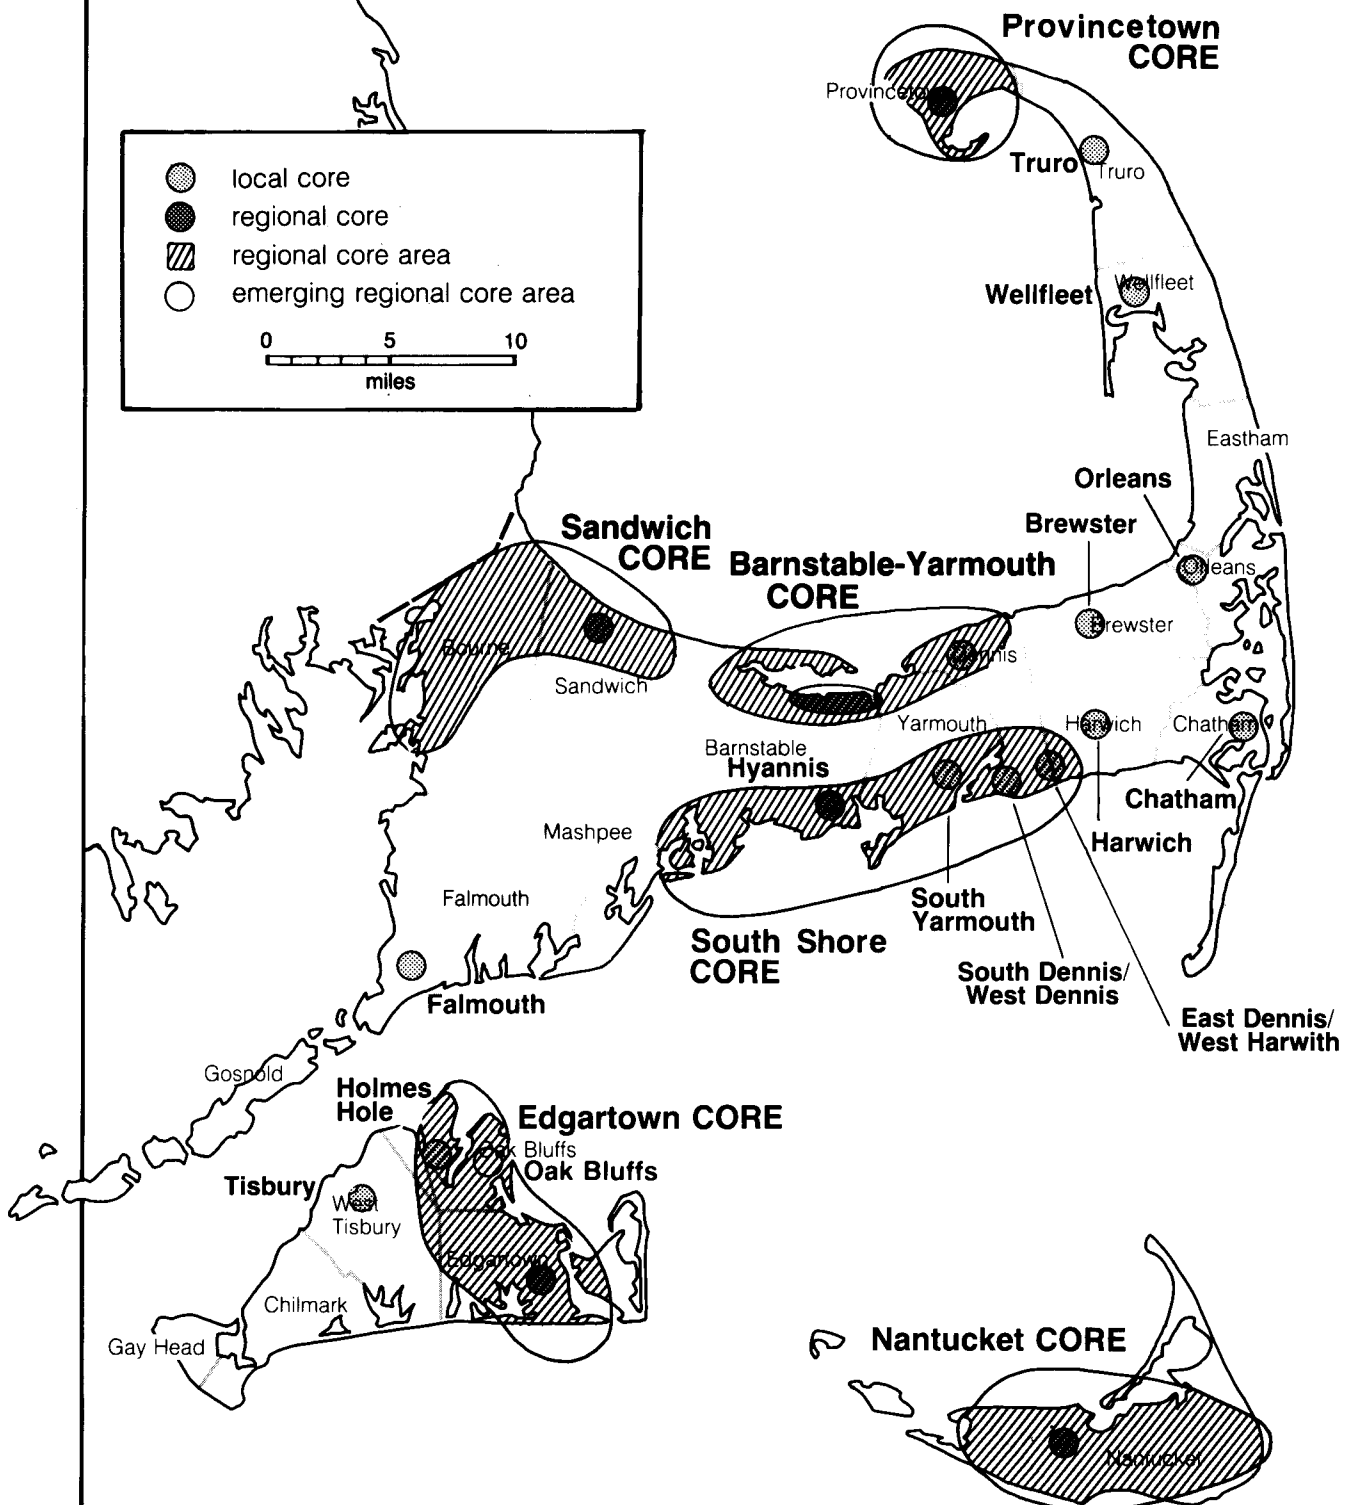 Provincetown
CORE
Provincetown
Truro
Truro
local core
regional core
regional core area
emerging regional core area
0 5 10
miles
Wellfleet
Wellfleet
Eastham
Orleans
Brewster
Orleans
Sandwich
CORE
Barnstable-Yarmouth
CORE
Brewster
Bourne
Dennis
Sandwich
Yarmouth
Harwich
Chatham
Barnstable
Hyannis
Chatham
Harwich
Mashpee
Falmouth
South
Yarmouth
South Shore
CORE
South Dennis/
West Dennis
Falmouth
East Dennis/
West Harwith
Gosnold
Holmes
Hole
Edgartown CORE
Oak Bluffs
Oak Bluffs
Tisbury
West
Tisbury
Edgartown
Chilmark
Gay Head
Nantucket CORE
Nantucket